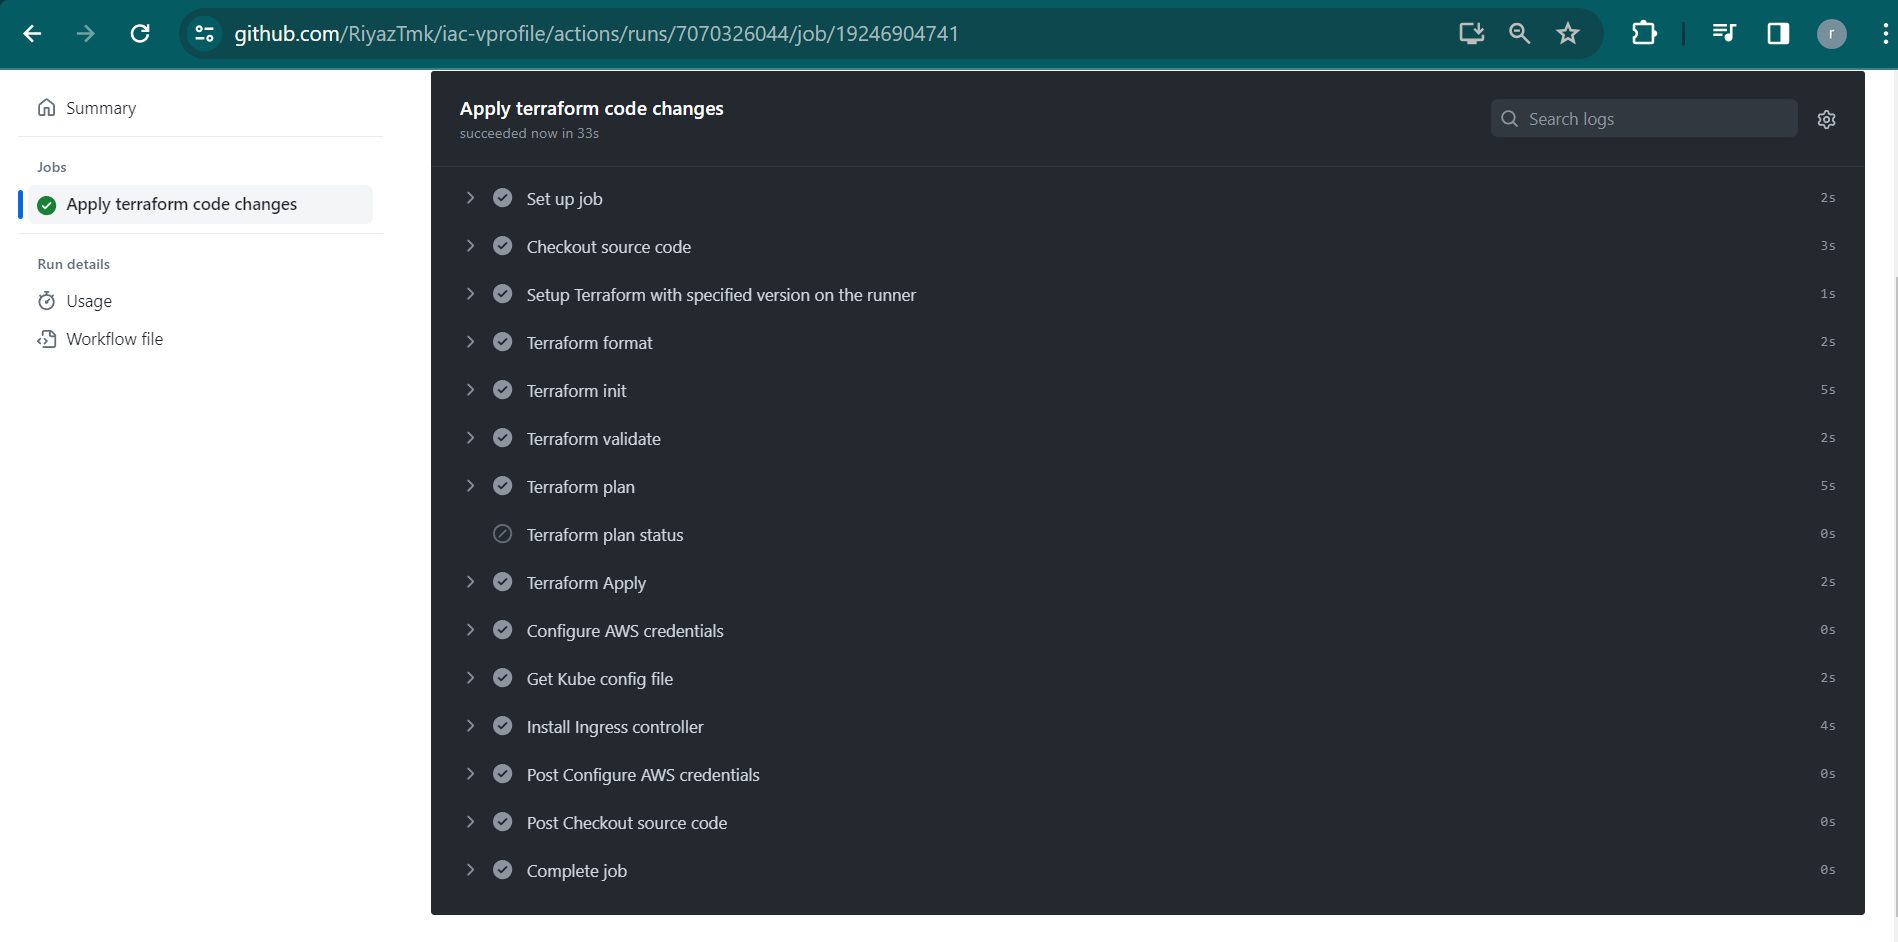 github.com/RiyazTmk/iac-vprofile/actions/runs/7070326044/job/19246904741
r
Summary
Jobs
Apply terraform code changes
Run details
Usage
Workflow file
Apply terraform code changes
succeeded now in 33s
Search logs
Set up job 2s
Checkout source code 3s
Setup Terraform with specified version on the runner 1s
Terraform format 2s
Terraform init 5s
Terraform validate 2s
Terraform plan 5s
Terraform plan status 0s
Terraform Apply 2s
Configure AWS credentials 0s
Get Kube config file 2s
Install Ingress controller 4s
Post Configure AWS credentials 0s
Post Checkout source code 0s
Complete job 0s